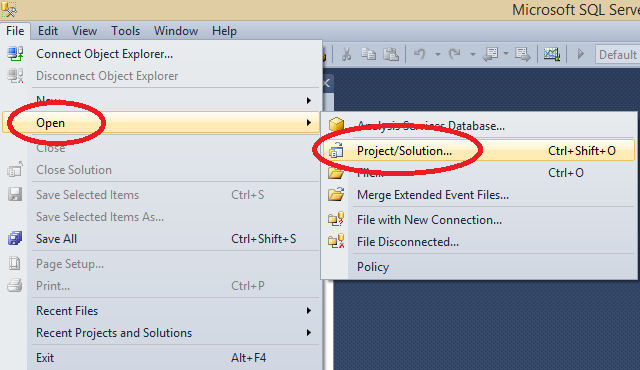 Microsoft SQL Serve
File Edit View Tools Window Help
Connect Object Explorer...
Disconnect Object Explorer
Default
New
Open
Close
Close Solution
Save Selected Items Ctrl+S
Save Selected Items As...
Save All Ctrl+Shift+S
Page Setup...
Print... Ctrl+P
Recent Files
Recent Projects and Solutions
Exit Alt+F4
Analysis Services Database...
Project/Solution... Ctrl+Shift+O
File... Ctrl+O
Merge Extended Event Files...
File with New Connection...
File Disconnected...
Policy